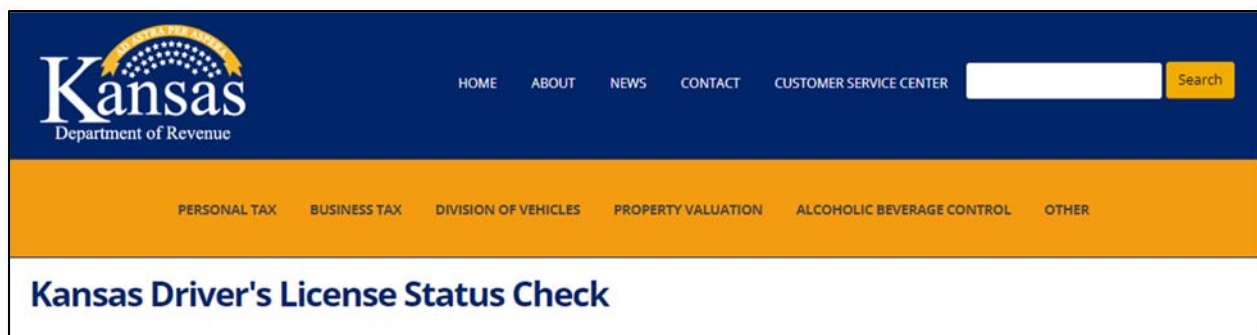 AD ASTRA PER ASPERA
Kansas
Department of Revenue
HOME ABOUT NEWS CONTACT CUSTOMER SERVICE CENTER Search
PERSONAL TAX BUSINESS TAX DIVISION OF VEHICLES PROPERTY VALUATION ALCOHOLIC BEVERAGE CONTROL OTHER
Kansas Driver's License Status Check